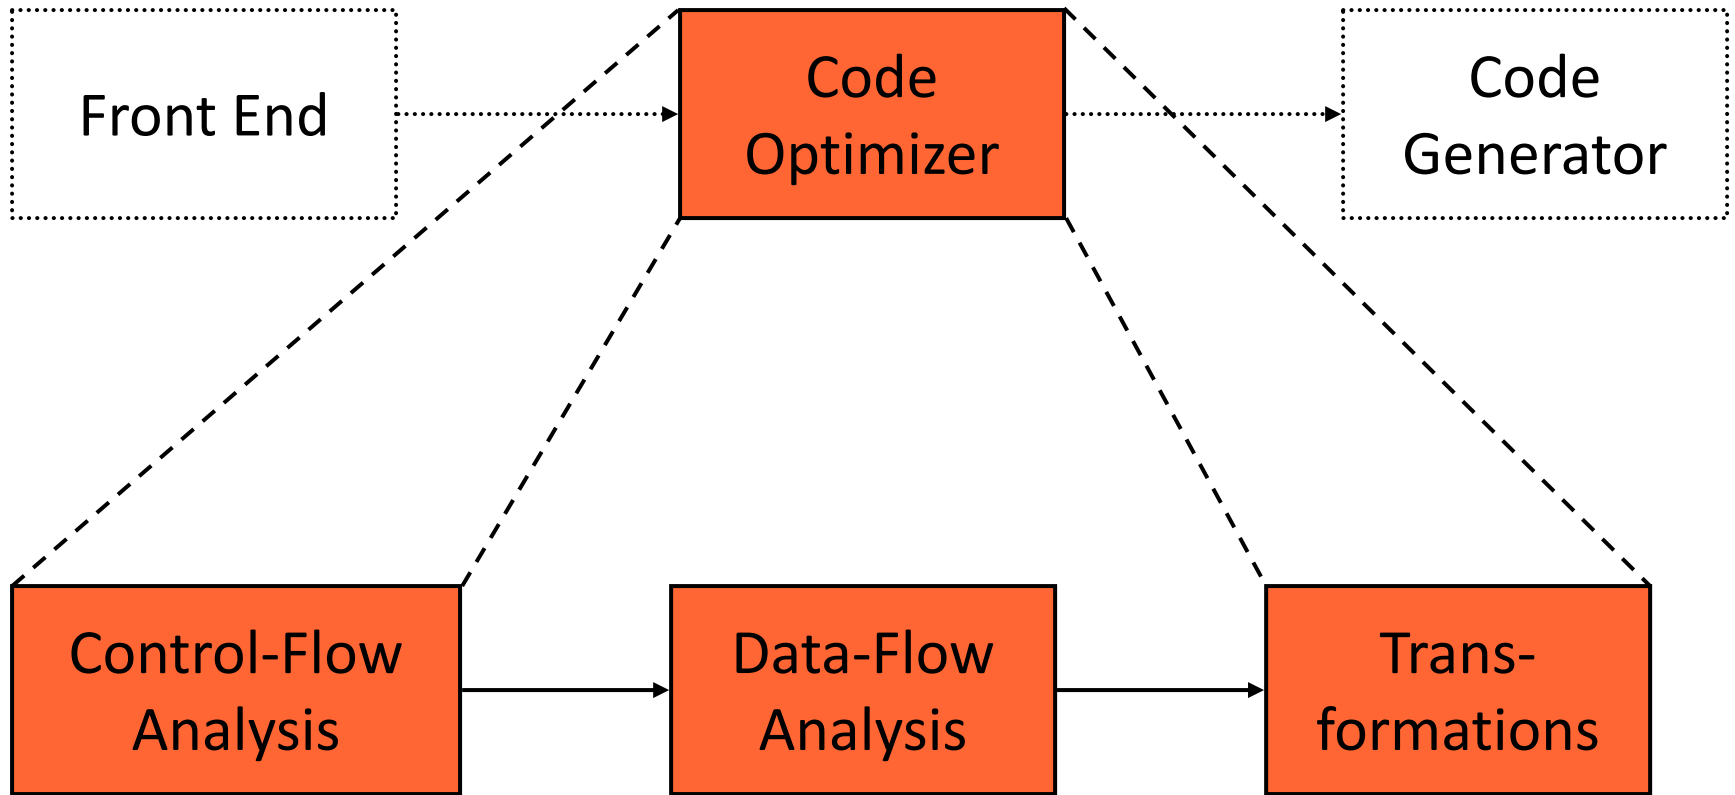 Front End
Code
Optimizer
Code
Generator
Control-Flow
Analysis
Data-Flow
Analysis
Trans-
formations